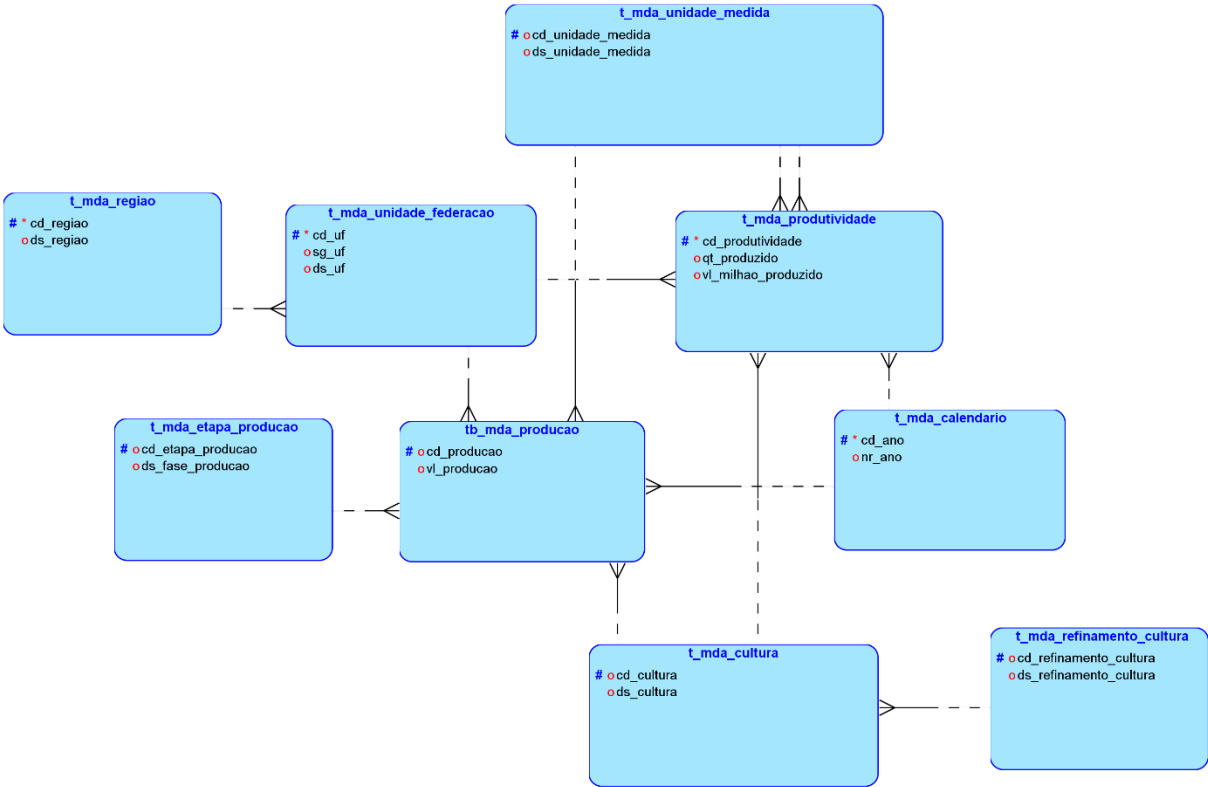 t_mda_unidade_medida
# o cd_unidade_medida
o ds_unidade_medida
t_mda_regiao
# * cd_regiao
o ds_regiao
t_mda_unidade_federacao
# * cd_uf
o sg_uf
o ds_uf
t_mda_produtividade
# * cd_produtividade
o qt_produzido
o vl_milhao_produzido
t_mda_etapa_producao
# o cd_etapa_producao
o ds_fase_producao
tb_mda_producao
# o cd_producao
o vl_producao
t_mda_calendario
# * cd_ano
o nr_ano
t_mda_cultura
# o cd_cultura
o ds_cultura
t_mda_refinamento_cultura
# o cd_refinamento_cultura
o ds_refinamento_cultura